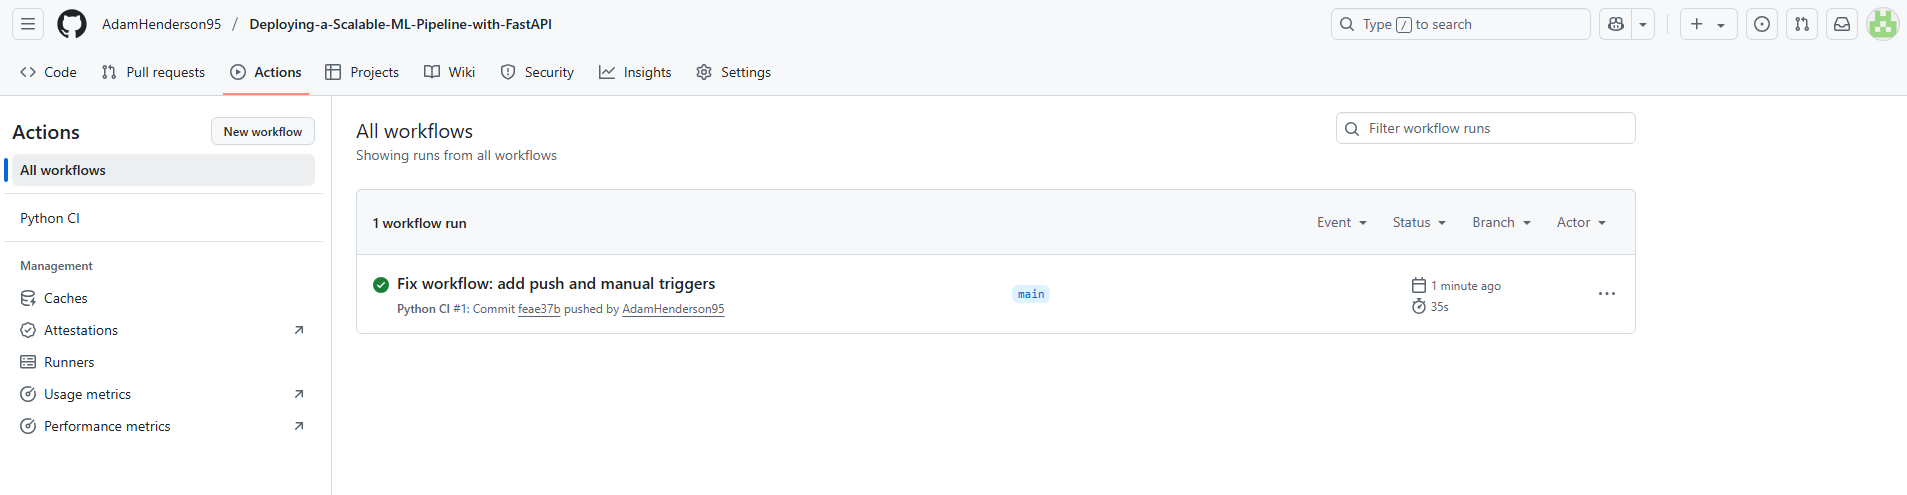 AdamHenderson95 / Deploying-a-Scalable-ML-Pipeline-with-FastAPI
Type / to search
Code Pull requests Actions Projects Wiki Security Insights Settings
Actions
New workflow
All workflows
Python CI
Management
Caches
Attestations
Runners
Usage metrics
Performance metrics
All workflows
Showing runs from all workflows
Filter workflow runs
1 workflow run
Event Status Branch Actor
Fix workflow: add push and manual triggers
Python CI #1: Commit feae37b pushed by AdamHenderson95
main
1 minute ago
35s